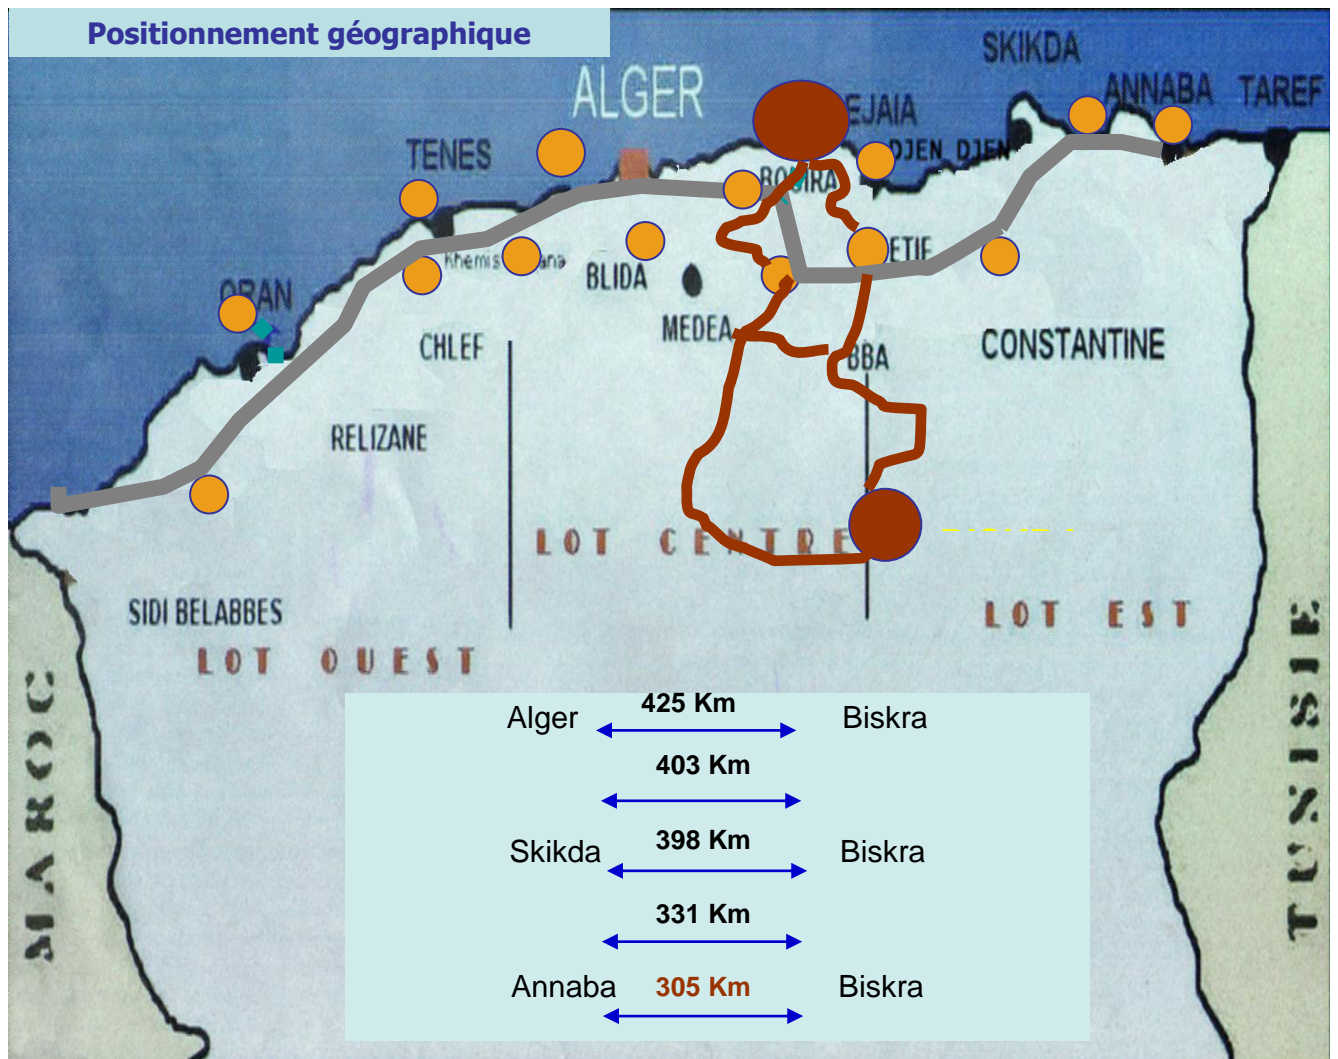 Positionnement géographique
SKIKDA
ALGER
ANNABA
TAREF
EJAIA
TENES
DJEN DJEN
BOUIRA
ETIF
Khemis ana
BLIDA
ORAN
MEDEA
CHLEF
BBA
CONSTANTINE
RELIZANE
LOT CENTRE
SIDI BELABBES
LOT EST
LOT OUEST
MAROC
TUNISIE
Alger 425 Km Biskra
403 Km
Skikda 398 Km Biskra
331 Km
Annaba 305 Km Biskra